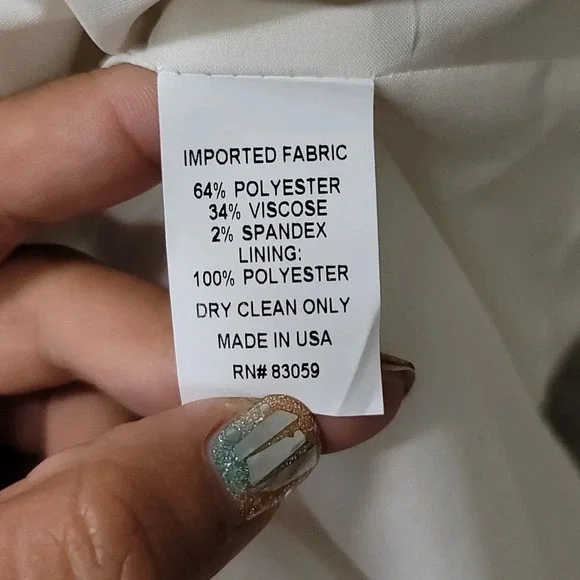 IMPORTED FABRIC
64% POLYESTER
34% VISCOSE
2% SPANDEX
LINING:
100% POLYESTER
DRY CLEAN ONLY
MADE IN USA
RN# 83059